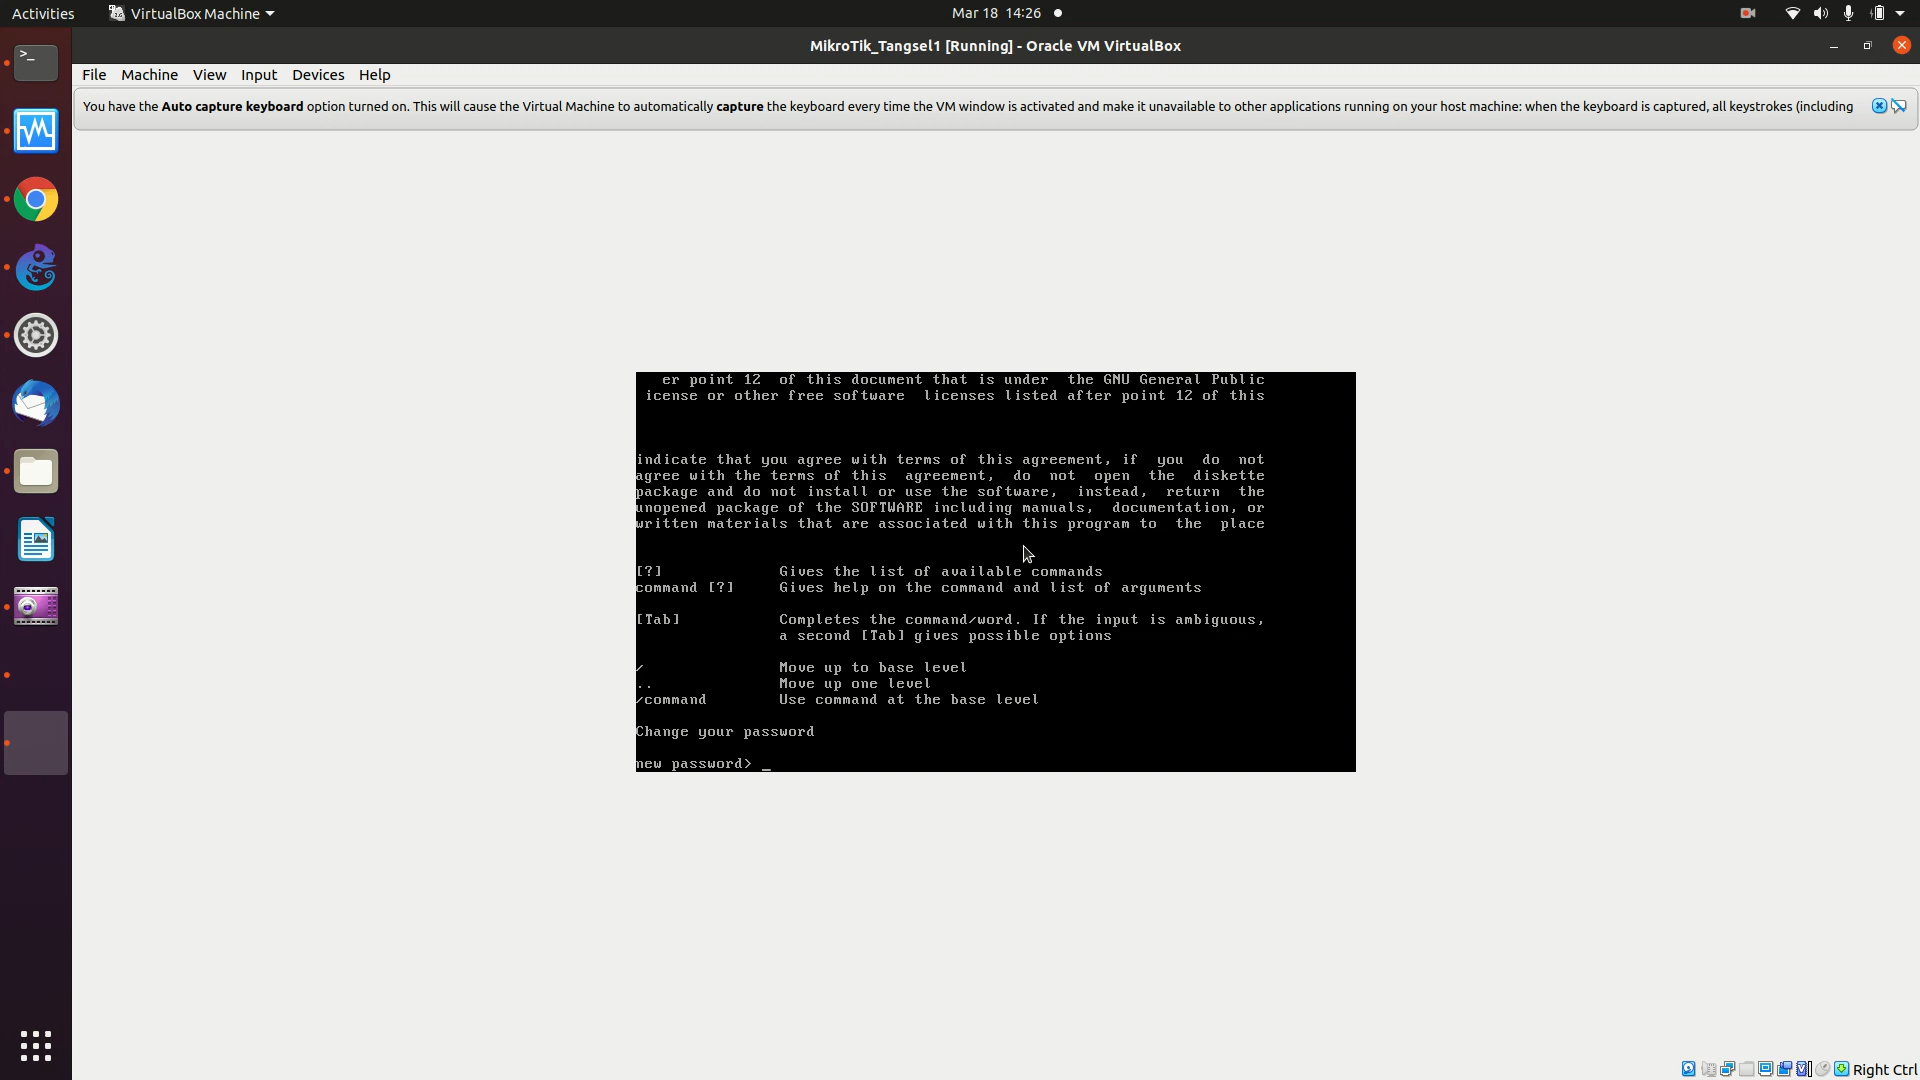 Activities VirtualBox Machine Mar 18 14:26
MikroTik_Tangsel1 [Running] - Oracle VM VirtualBox
File Machine View Input Devices Help
You have the Auto capture keyboard option turned on. This will cause the Virtual Machine to automatically capture the keyboard every time the VM window is activated and make it unavailable to other applications running on your host machine: when the keyboard is captured, all keystrokes (including
er point 12 of this document that is under the GNU General Public
icense or other free software licenses listed after point 12 of this
indicate that you agree with terms of this agreement, if you do not
agree with the terms of this agreement, do not open the diskette
package and do not install or use the software, instead, return the
unopened package of the SOFTWARE including manuals, documentation, or
written materials that are associated with this program to the place
[?] Gives the list of available commands
command [?] Gives help on the command and list of arguments
[Tab] Completes the command/word. If the input is ambiguous,
a second [Tab] gives possible options
/ Move up to base level
.. Move up one level
/command Use command at the base level
Change your password
new password> _
Right Ctrl